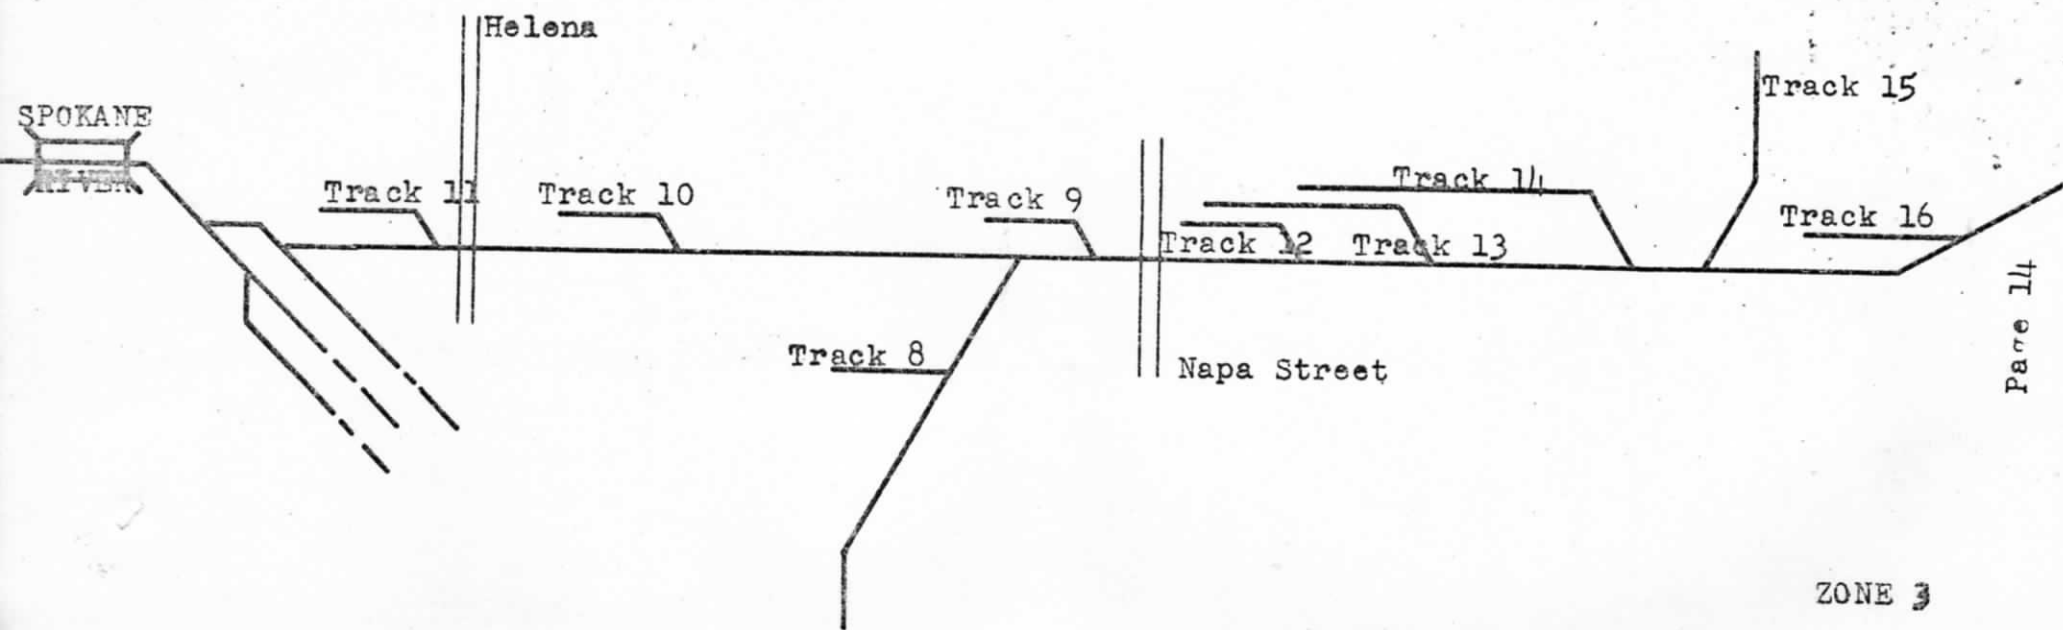 Helena
SPOKANE
RIVER
Track 15
Track 11
Track 10
Track 9
Track 14
Track 16
Track 12
Track 13
Page 14
Track 8
Napa Street
ZONE 3